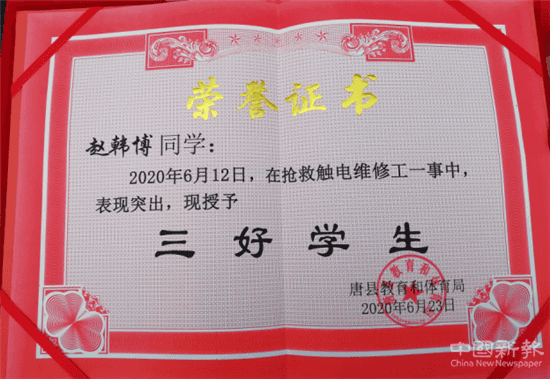 荣誉证书
赵韩博同学：
2020年6月12日，在抢救触电维修工一事中，
表现突出，现授予
三好学生
唐县教育和体育局
2020年6月23日
中國新報
China New Newspaper